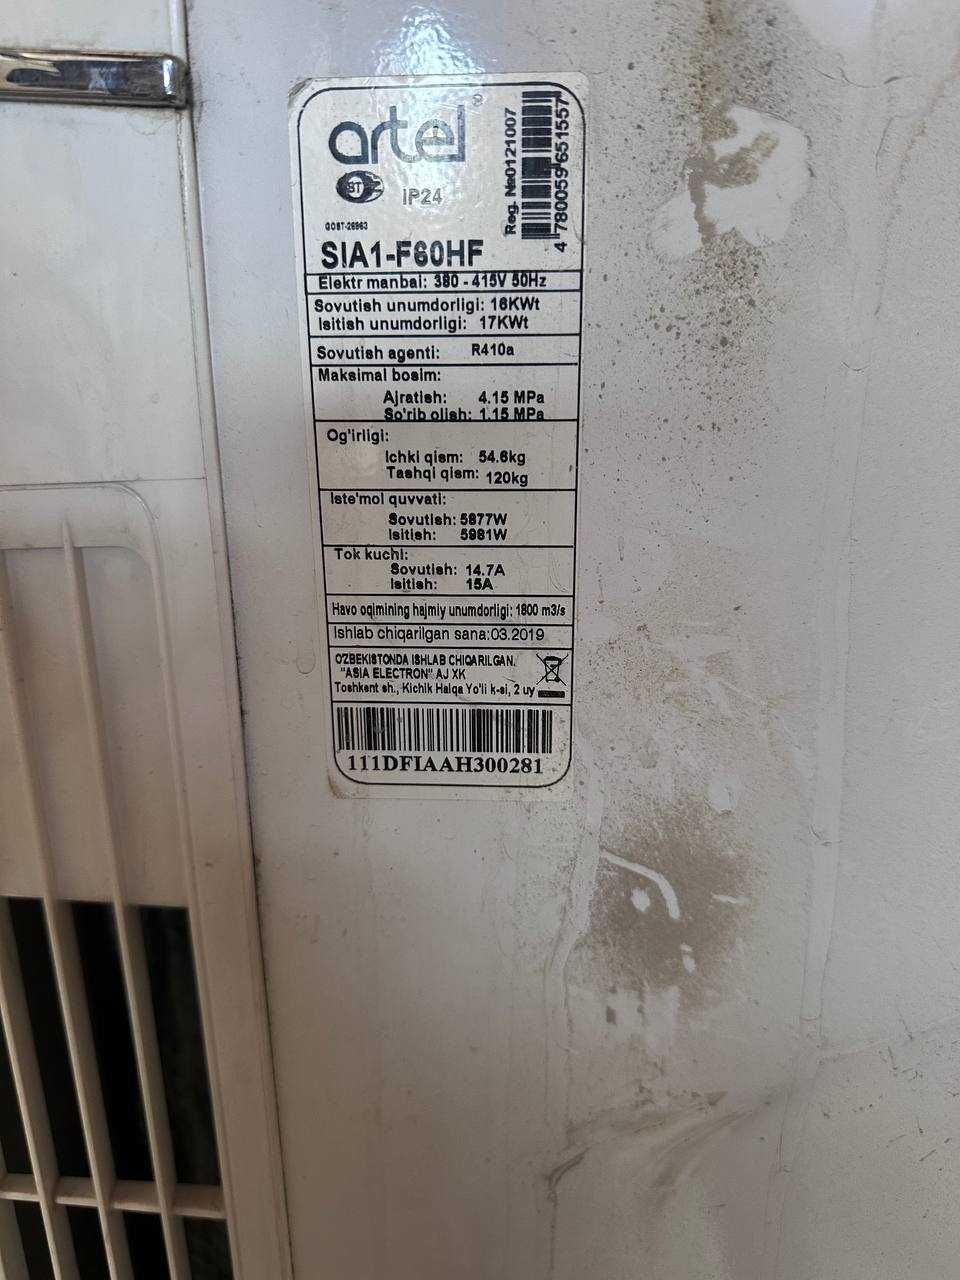 artel®
ST
IP24
Reg. №0121007
4 780059 651557
GOST-26963
SIA1-F60HF
Elektr manbai: 380 - 415V 50Hz
Sovutish unumdorligi: 16KWt
Isitish unumdorligi: 17KWt
Sovutish agenti: R410a
Maksimal bosim:
Ajratish: 4.15 MPa
So'rib olish: 1.15 MPa
Og'irligi:
Ichki qism: 54.6kg
Tashqi qism: 120kg
Iste'mol quvvati:
Sovutish: 5877W
Isitish: 5981W
Tok kuchi:
Sovutish: 14.7A
Isitish: 15A
Havo oqimining hajmiy unumdorligi: 1800 m3/s
Ishlab chiqarilgan sana:03.2019
O'ZBEKISTONDA ISHLAB CHIQARILGAN.
"ASIA ELECTRON" AJ XK
Toshkent sh., Kichik Halqa Yo'li k-si, 2 uy
111DFIAAH300281